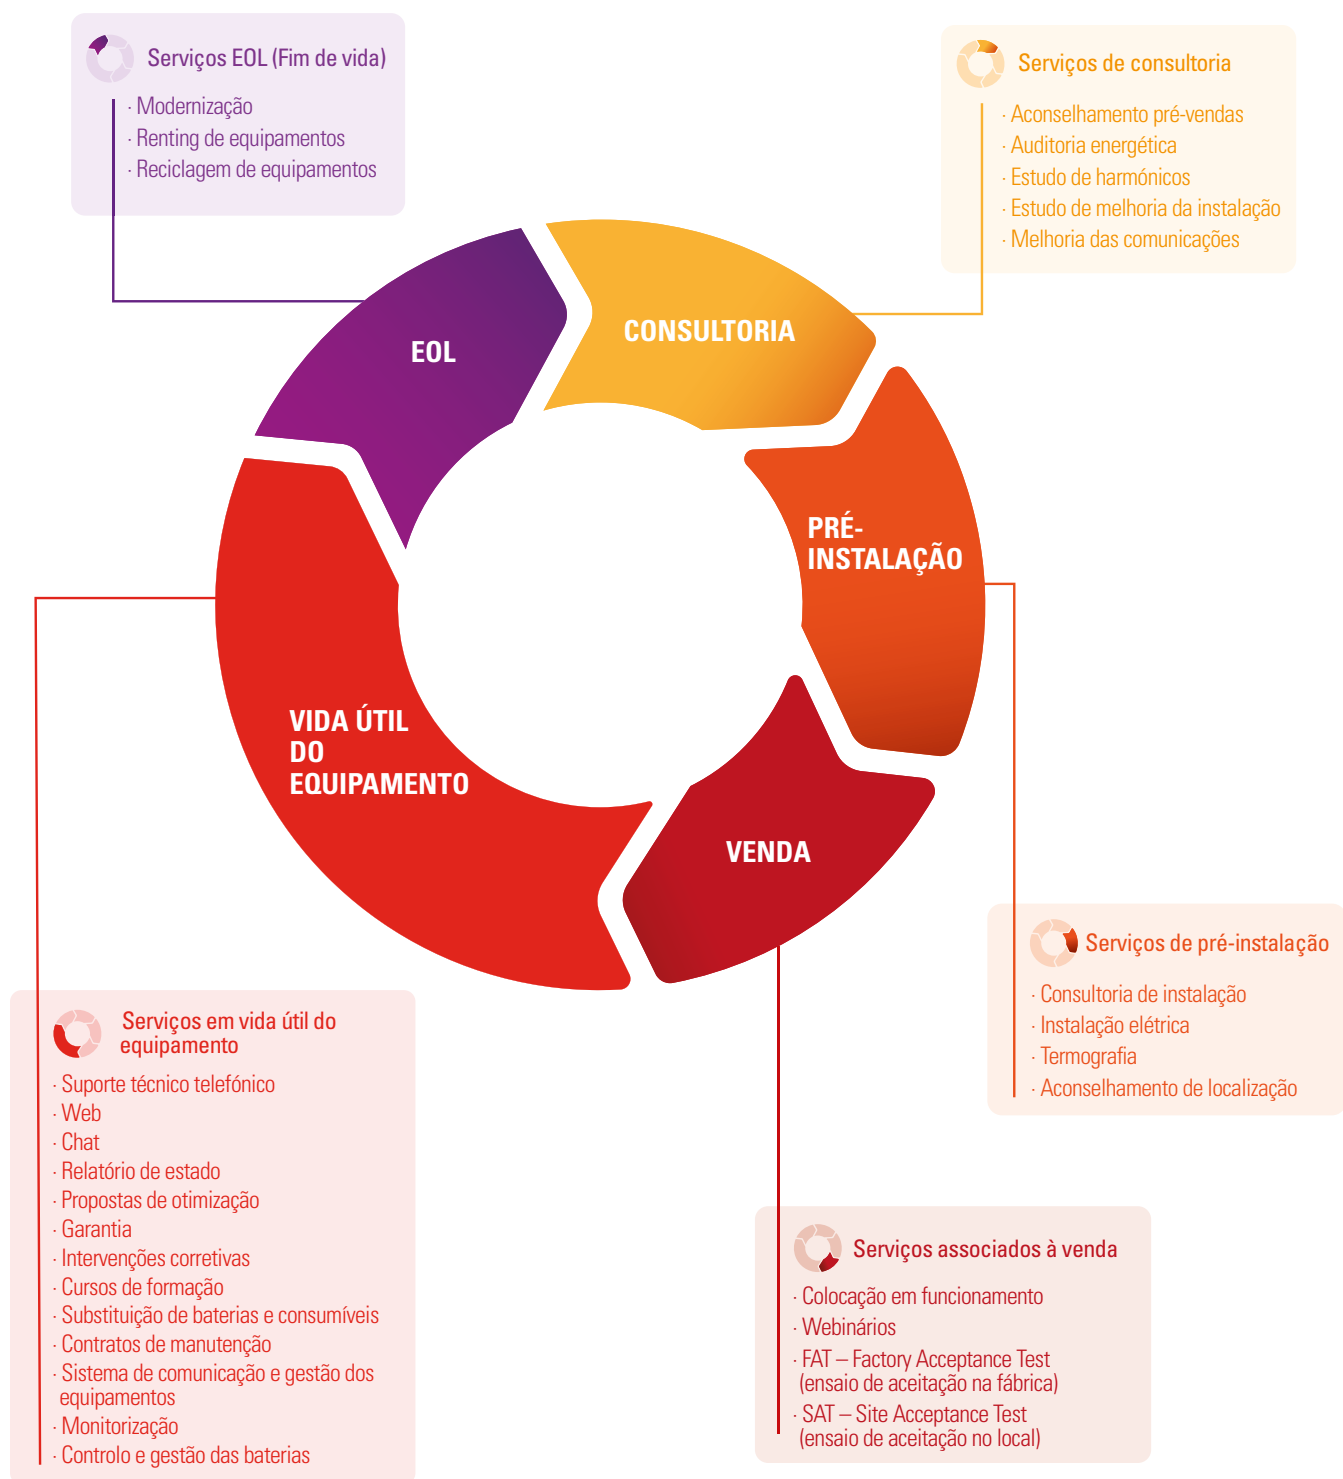 Serviços EOL (Fim de vida)
· Modernização
· Renting de equipamentos
· Reciclagem de equipamentos
Serviços de consultoria
· Aconselhamento pré-vendas
· Auditoria energética
· Estudo de harmónicos
· Estudo de melhoria da instalação
· Melhoria das comunicações
EOL
CONSULTORIA
PRÉ-
INSTALAÇÃO
VIDA ÚTIL
DO
EQUIPAMENTO
VENDA
Serviços de pré-instalação
· Consultoria de instalação
· Instalação elétrica
· Termografia
· Aconselhamento de localização
Serviços em vida útil do
equipamento
· Suporte técnico telefónico
· Web
· Chat
· Relatório de estado
· Propostas de otimização
· Garantia
· Intervenções corretivas
· Cursos de formação
· Substituição de baterias e consumíveis
· Contratos de manutenção
· Sistema de comunicação e gestão dos
equipamentos
· Monitorização
· Controlo e gestão das baterias
Serviços associados à venda
· Colocação em funcionamento
· Webinários
· FAT – Factory Acceptance Test
(ensaio de aceitação na fábrica)
· SAT – Site Acceptance Test
(ensaio de aceitação no local)